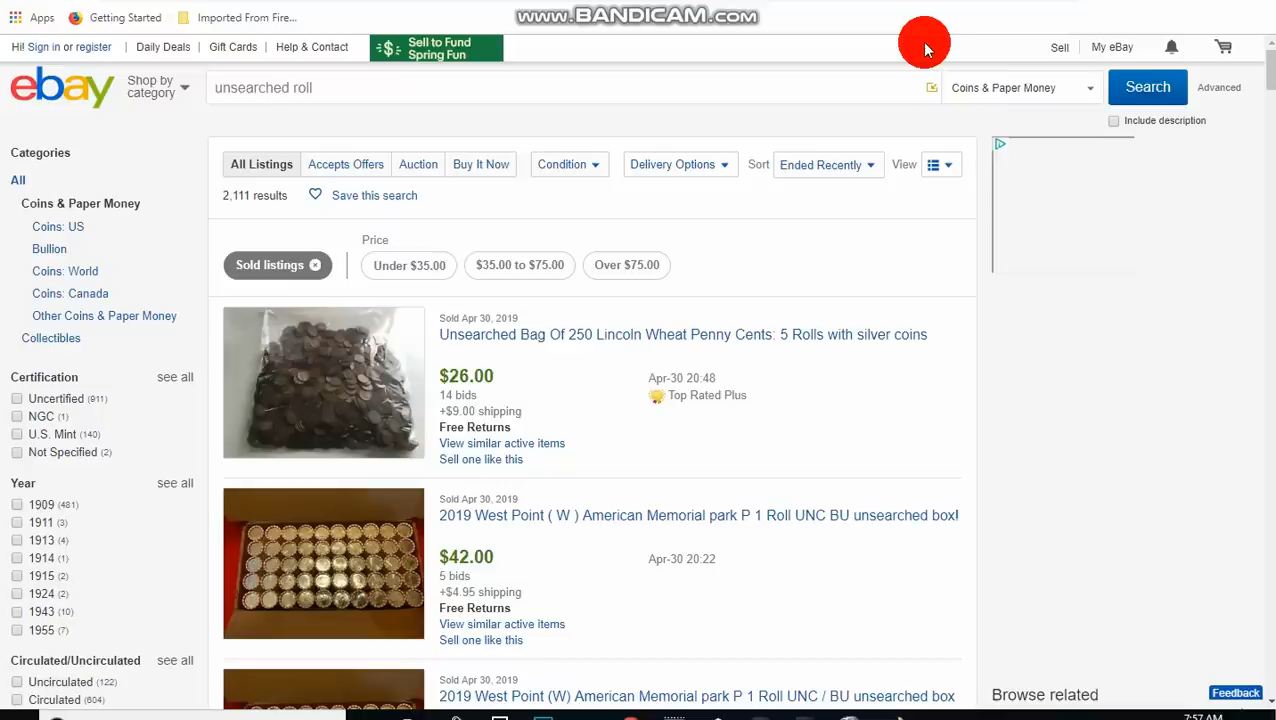 Apps Getting Started Imported From Fire...
www.BANDICAM.com
Hi! Sign in or register Daily Deals Gift Cards Help & Contact
Sell to Fund
Spring Fun
Sell My eBay
ebay
Shop by
category
unsearched roll
Coins & Paper Money
Search
Advanced
Include description
Categories
All
Coins & Paper Money
Coins: US
Bullion
Coins: World
Coins: Canada
Other Coins & Paper Money
Collectibles
Certification see all
Uncertified (911)
NGC (1)
U.S. Mint (140)
Not Specified (2)
Year see all
1909 (481)
1911 (3)
1913 (4)
1914 (1)
1915 (2)
1924 (2)
1943 (10)
1955 (7)
Circulated/Uncirculated see all
Uncirculated (122)
Circulated (604)
All Listings Accepts Offers Auction Buy It Now Condition Delivery Options Sort Ended Recently View
2,111 results Save this search
Price
Sold listings Under $35.00 $35.00 to $75.00 Over $75.00
Sold Apr 30, 2019
Unsearched Bag Of 250 Lincoln Wheat Penny Cents: 5 Rolls with silver coins
$26.00 Apr-30 20:48
14 bids Top Rated Plus
+$9.00 shipping
Free Returns
View similar active items
Sell one like this
Sold Apr 30, 2019
2019 West Point ( W ) American Memorial park P 1 Roll UNC BU unsearched box!
$42.00 Apr-30 20:22
5 bids
+$4.95 shipping
Free Returns
View similar active items
Sell one like this
Sold Apr 30, 2019
2019 West Point (W) American Memorial park P 1 Roll UNC / BU unsearched box
Browse related
Feedback
7:57 AM